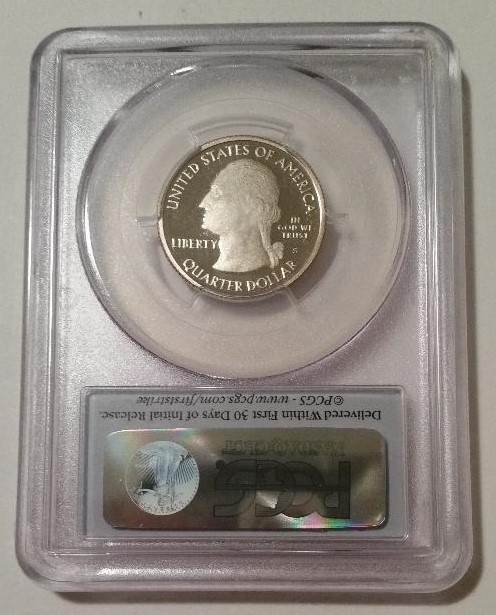 UNITED STATES OF AMERICA
LIBERTY
IN
GOD WE
TRUST
S
QUARTER DOLLAR
Delivered Within First 30 Days of Initial Release.
©PCGS - www.pcgs.com/firststrike
PCGS